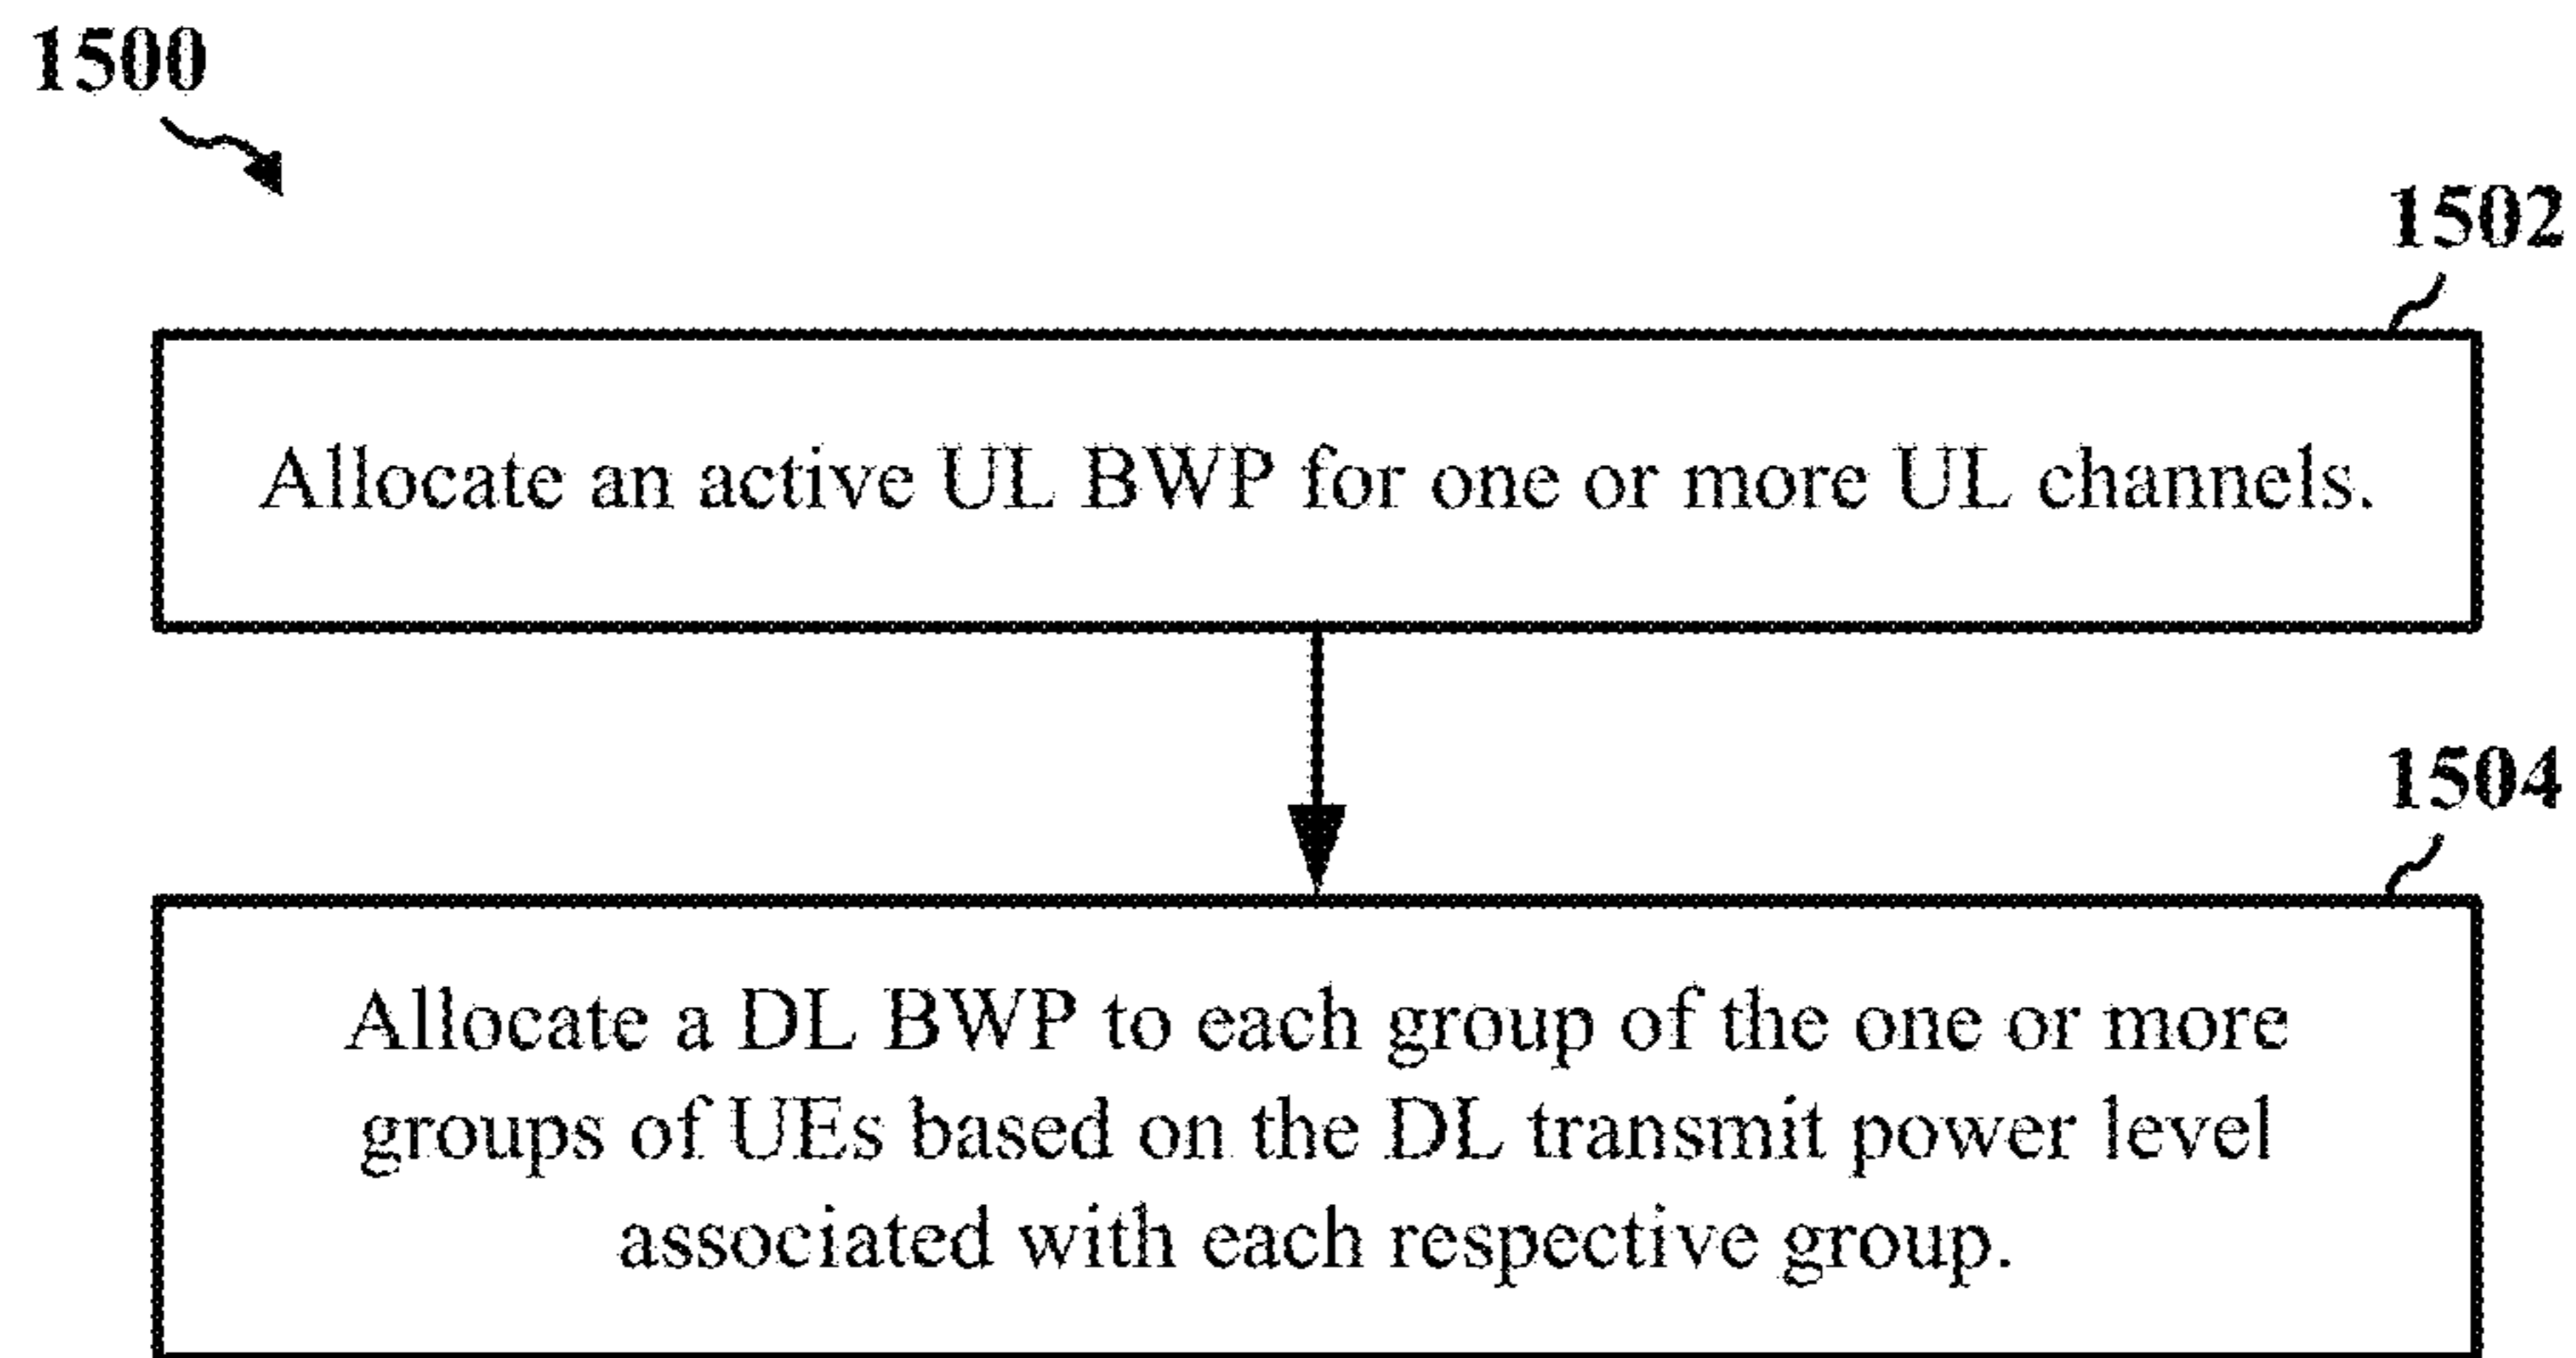 1500
1502
Allocate an active UL BWP for one or more UL channels.
1504
Allocate a DL BWP to each group of the one or more
groups of UEs based on the DL transmit power level
associated with each respective group.